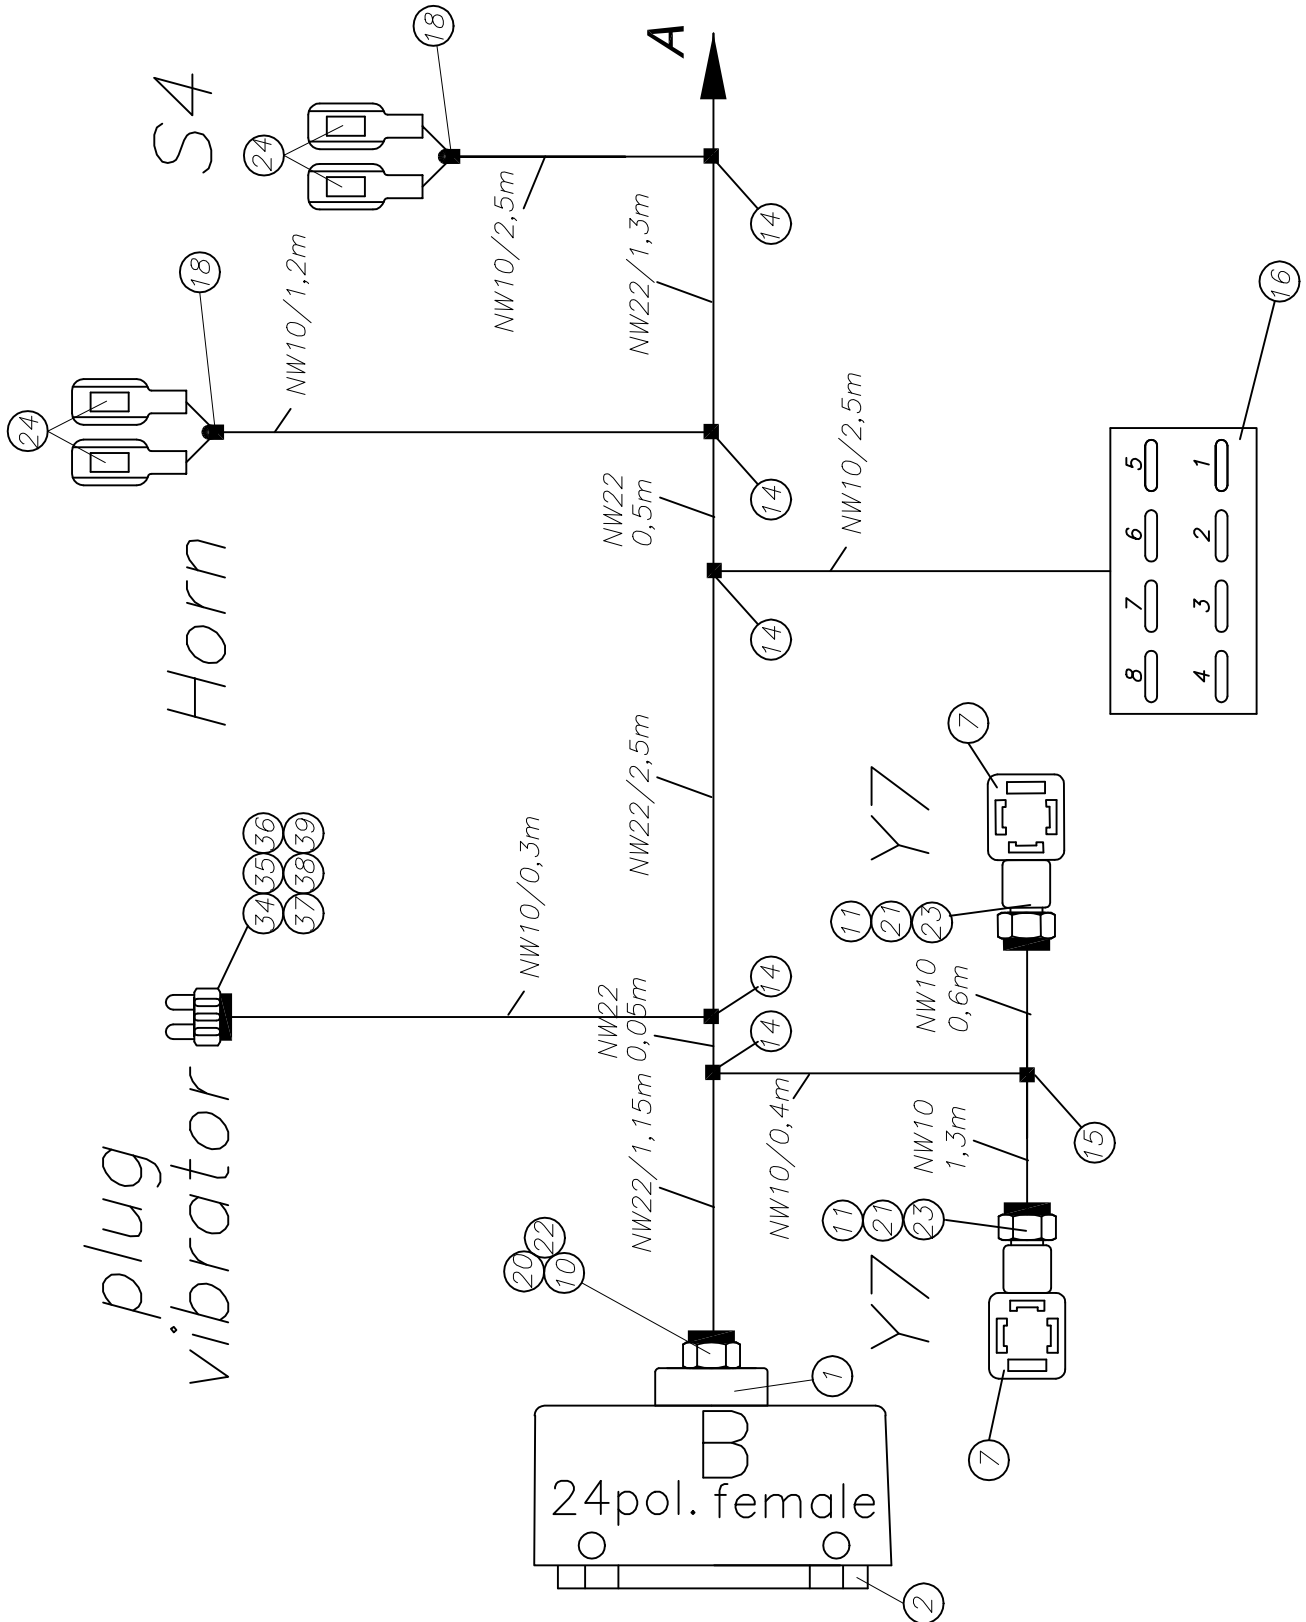 S4
18
24
A
NW10/2,5m
NW22/1,3m
14
18
24
NW10/1,2m
14
Horn
NW22
0,5m
14
NW10/2,5m
16
5
6
7
8
1
2
3
4
NW22/2,5m
34
35
36
37
38
39
NW10/0,3m
plug
vibrator
14
14
NW22
0,05m
NW22/1,15m
NW10/0,4m
Y7
7
11
21
23
NW10
0,6m
15
NW10
1,3m
11
21
23
Y7
7
20
22
10
1
B
24pol. female
2